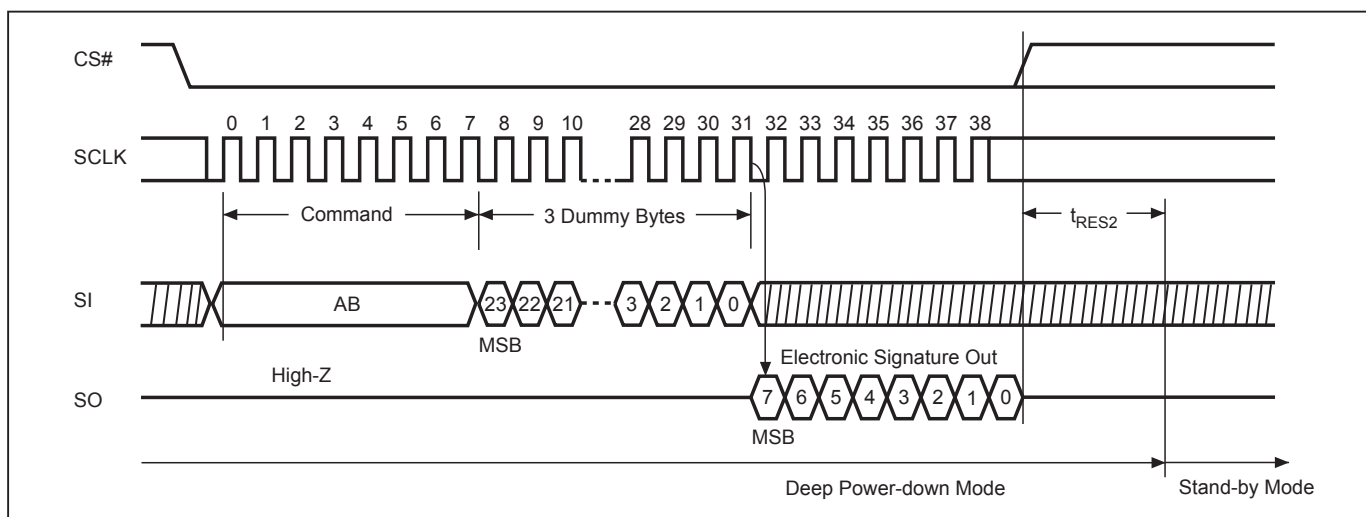 CS#
0 1 2 3 4 5 6 7 8 9 10 28 29 30 31 32 33 34 35 36 37 38
SCLK
Command 3 Dummy Bytes tRES2
SI AB 23 22 21 3 2 1 0
MSB
Electronic Signature Out
High-Z
SO 7 6 5 4 3 2 1 0
MSB
Deep Power-down Mode Stand-by Mode